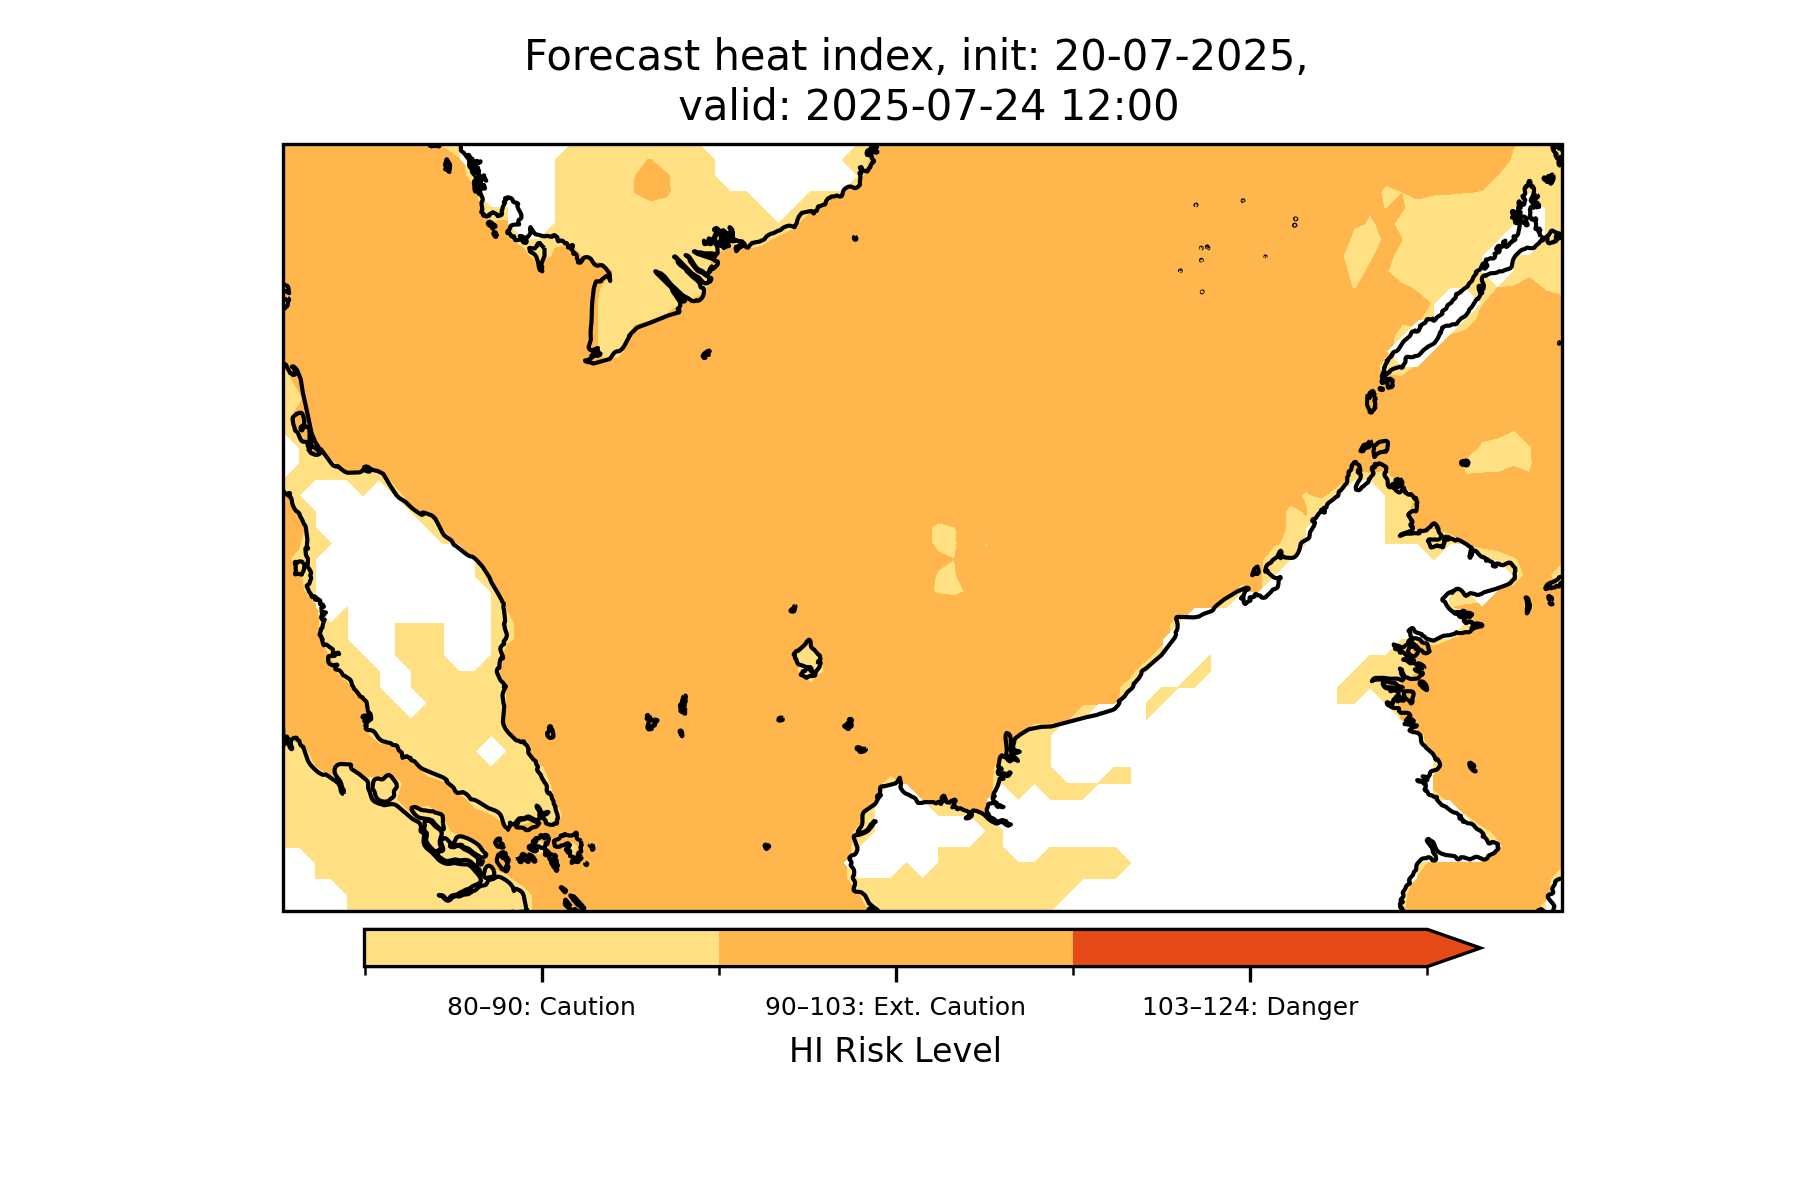 Forecast heat index, init: 20-07-2025,
valid: 2025-07-24 12:00
80–90: Caution
90–103: Ext. Caution
103–124: Danger
HI Risk Level